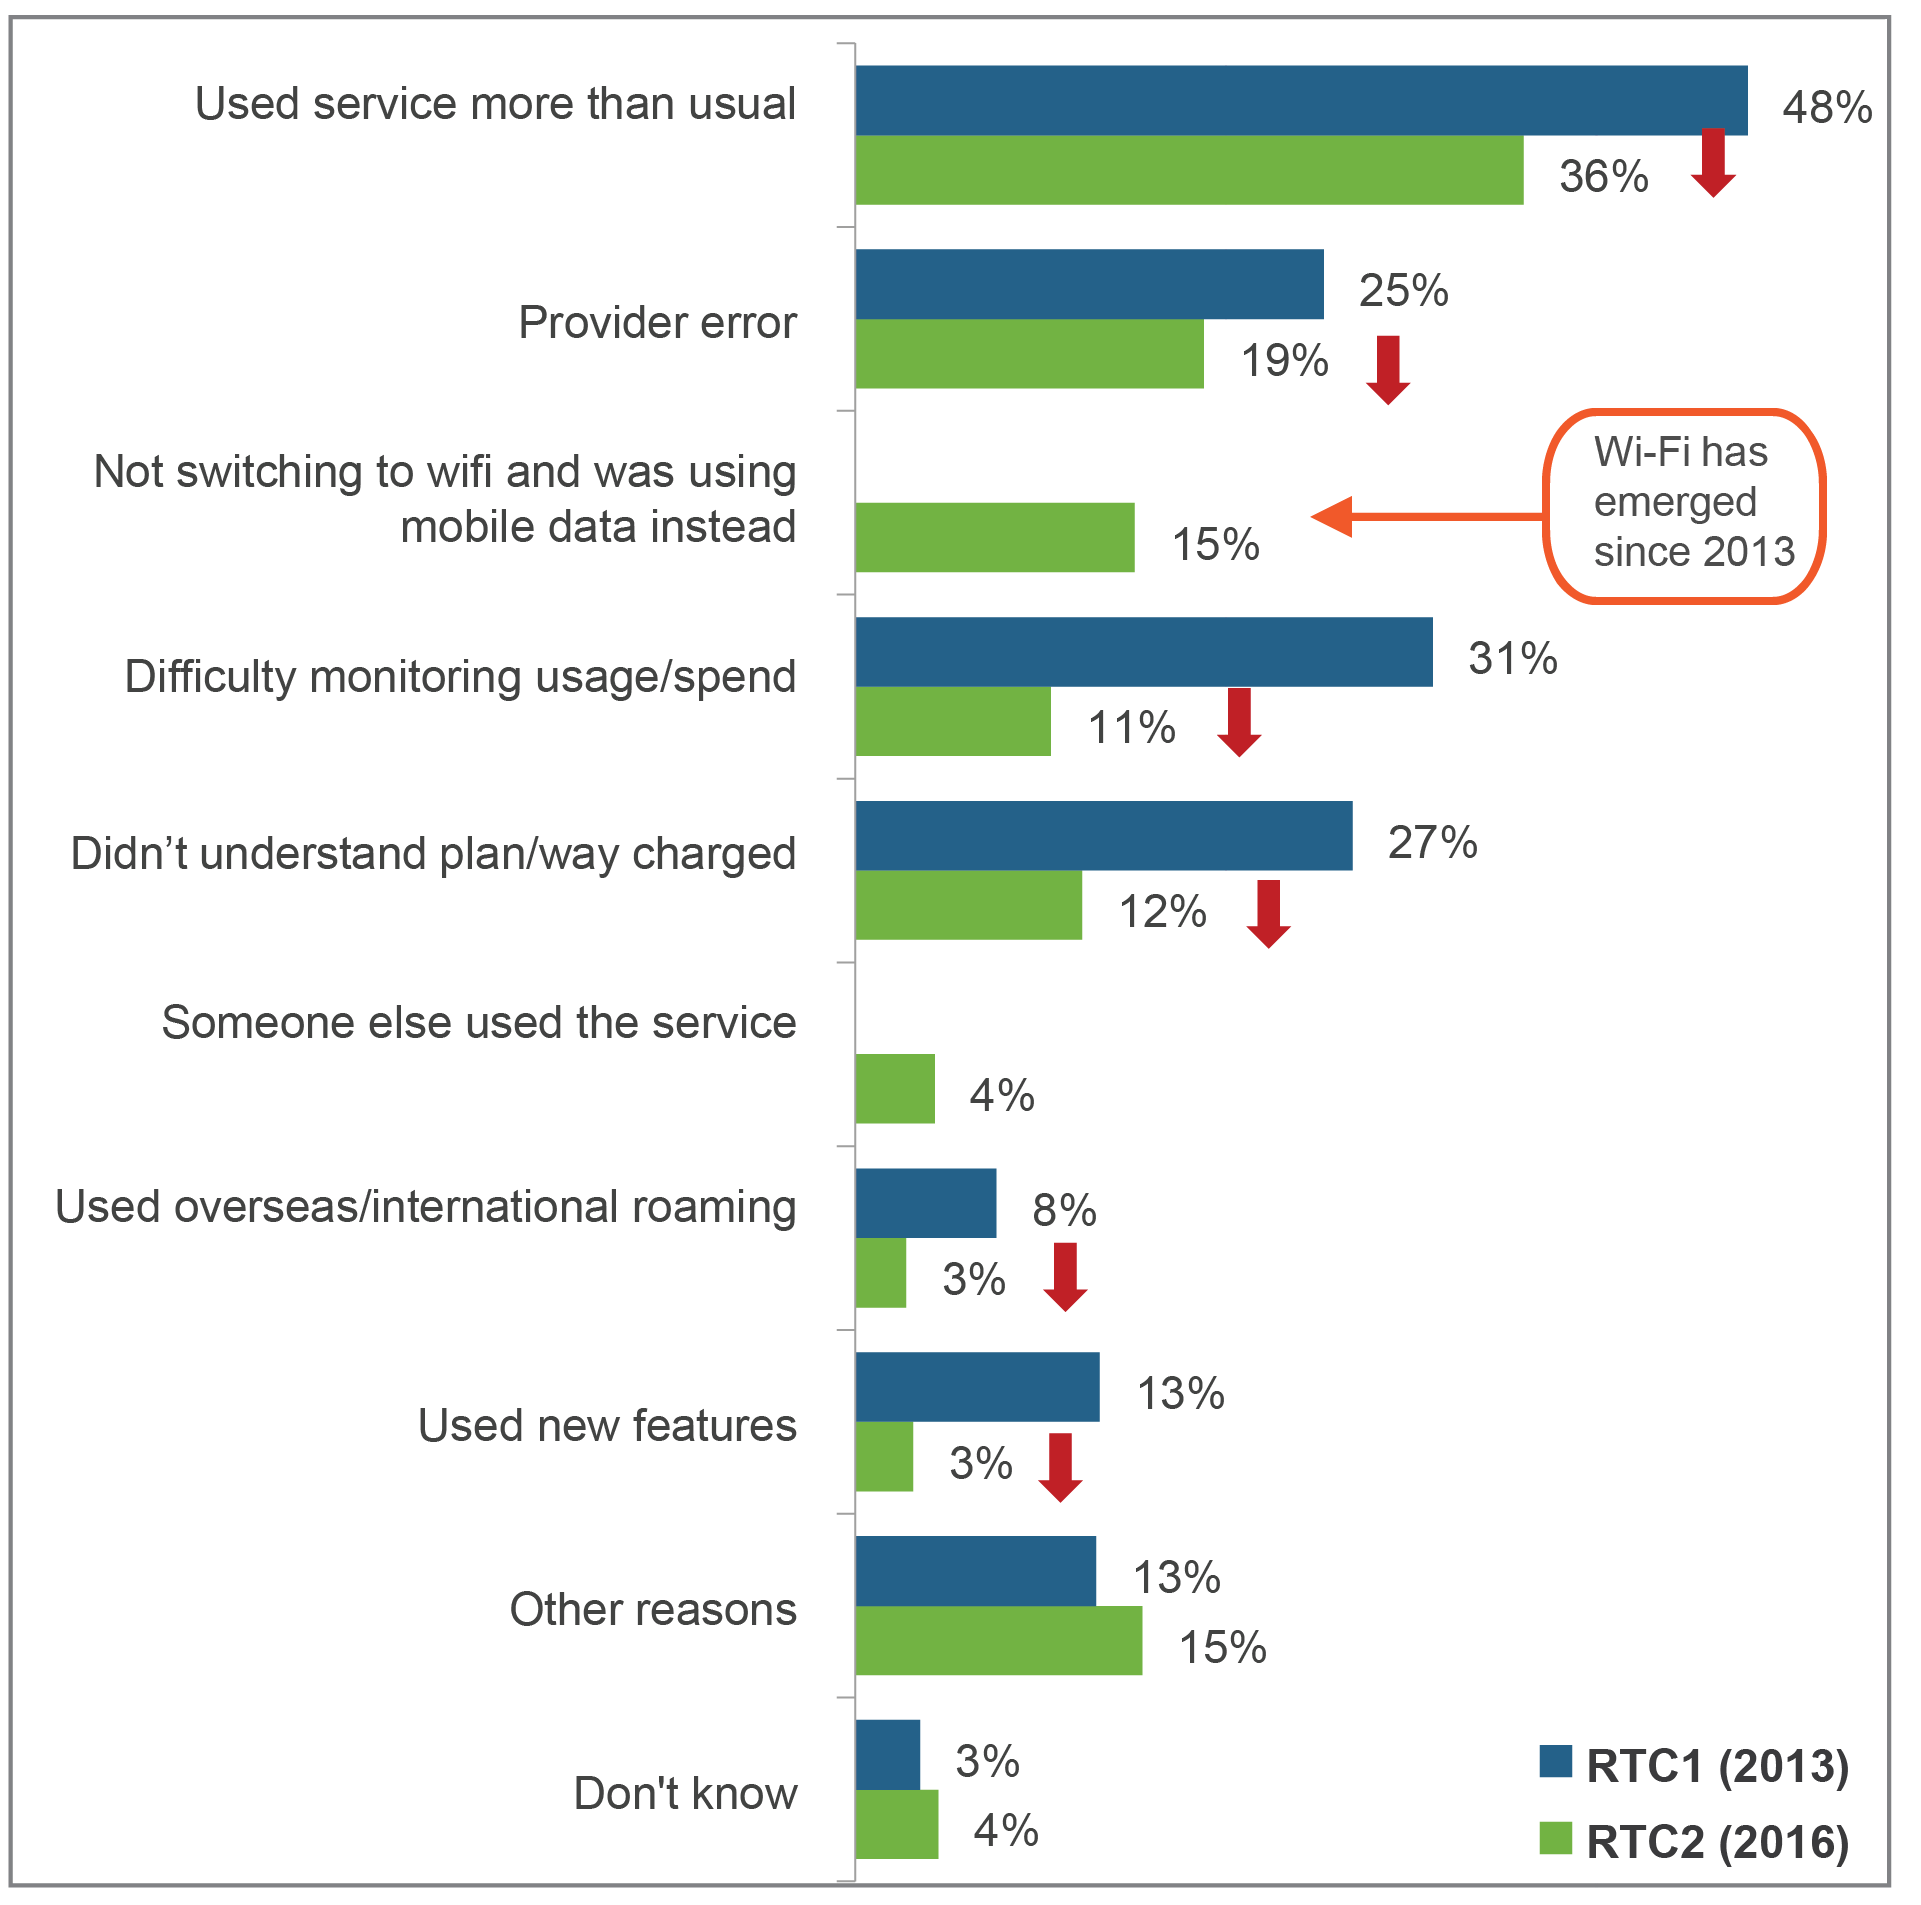 Used service more than usual
48%
36%
Provider error
25%
19%
Not switching to wifi and was using
mobile data instead
15%
Wi-Fi has
emerged
since 2013
Difficulty monitoring usage/spend
31%
11%
Didn’t understand plan/way charged
27%
12%
Someone else used the service
4%
Used overseas/international roaming
8%
3%
Used new features
13%
3%
Other reasons
13%
15%
Don't know
3%
4%
RTC1 (2013)
RTC2 (2016)